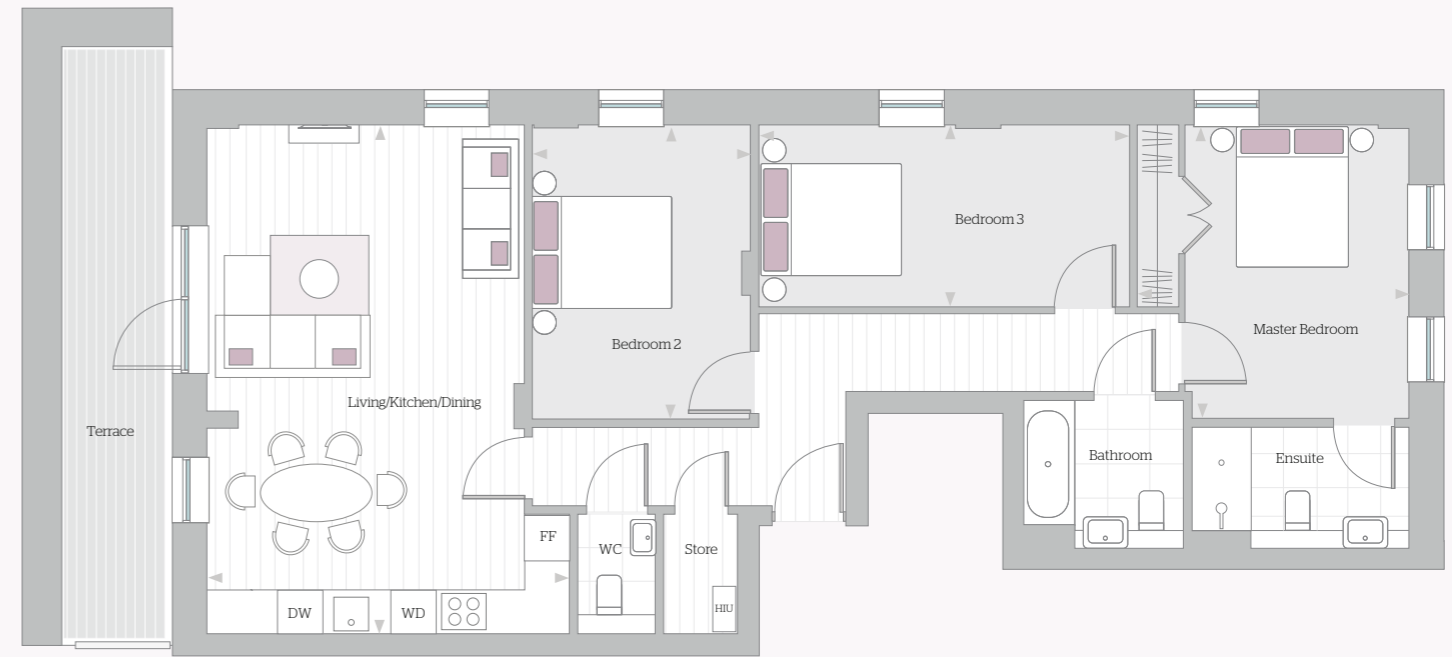 Bedroom 3
Master Bedroom
Bedroom 2
Living/Kitchen/Dining
Terrace
Bathroom
Ensuite
FF
WC
Store
HIU
DW
WD